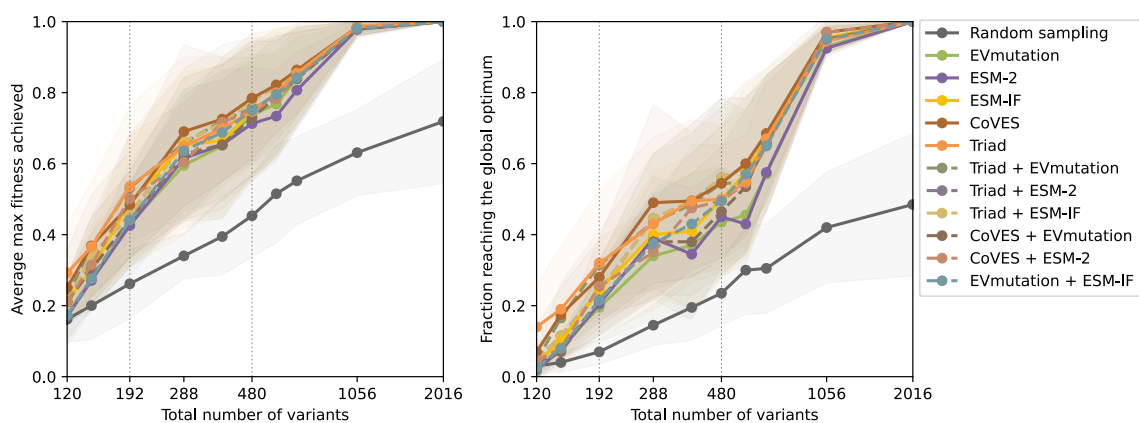 Average max fitness achieved
1.0
0.8
0.6
0.4
0.2
0.0
120 192 288 480 1056 2016
Total number of variants
Fraction reaching the global optimum
1.0
0.8
0.6
0.4
0.2
0.0
120 192 288 480 1056 2016
Total number of variants
Random sampling
EVmutation
ESM-2
ESM-IF
CoVES
Triad
Triad + EVmutation
Triad + ESM-2
Triad + ESM-IF
CoVES + EVmutation
CoVES + ESM-2
EVmutation + ESM-IF